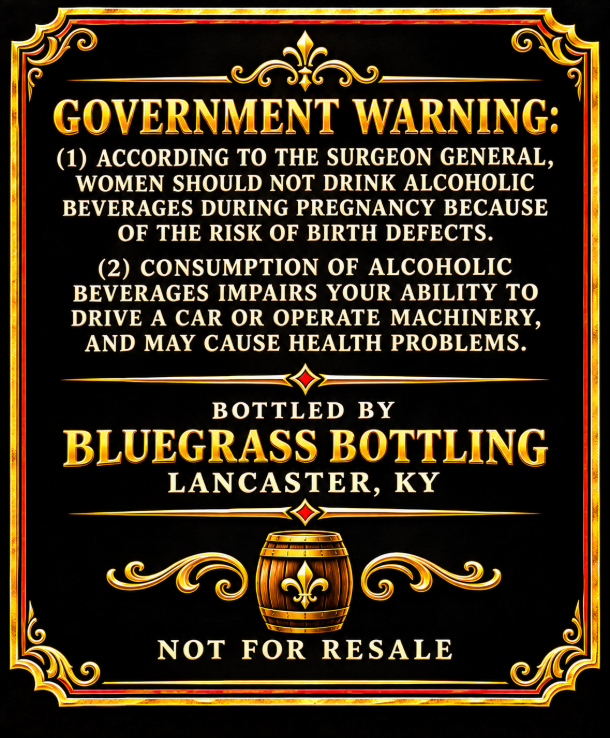 GOVERNMENT WARNING:
(1) ACCORDING TO THE SURGEON GENERAL,
WOMEN SHOULD NOT DRINK ALCOHOLIC
BEVERAGES DURING PREGNANCY BECAUSE
OF THE RISK OF BIRTH DEFECTS.
(2) CONSUMPTION OF ALCOHOLIC
BEVERAGES IMPAIRS YOUR ABILITY TO
DRIVE A CAR OR OPERATE MACHINERY,
AND MAY CAUSE HEALTH PROBLEMS.
BOTTLED BY
BLUEGRASS BOTTLING
LANCASTER, KY
NOT FOR RESALE